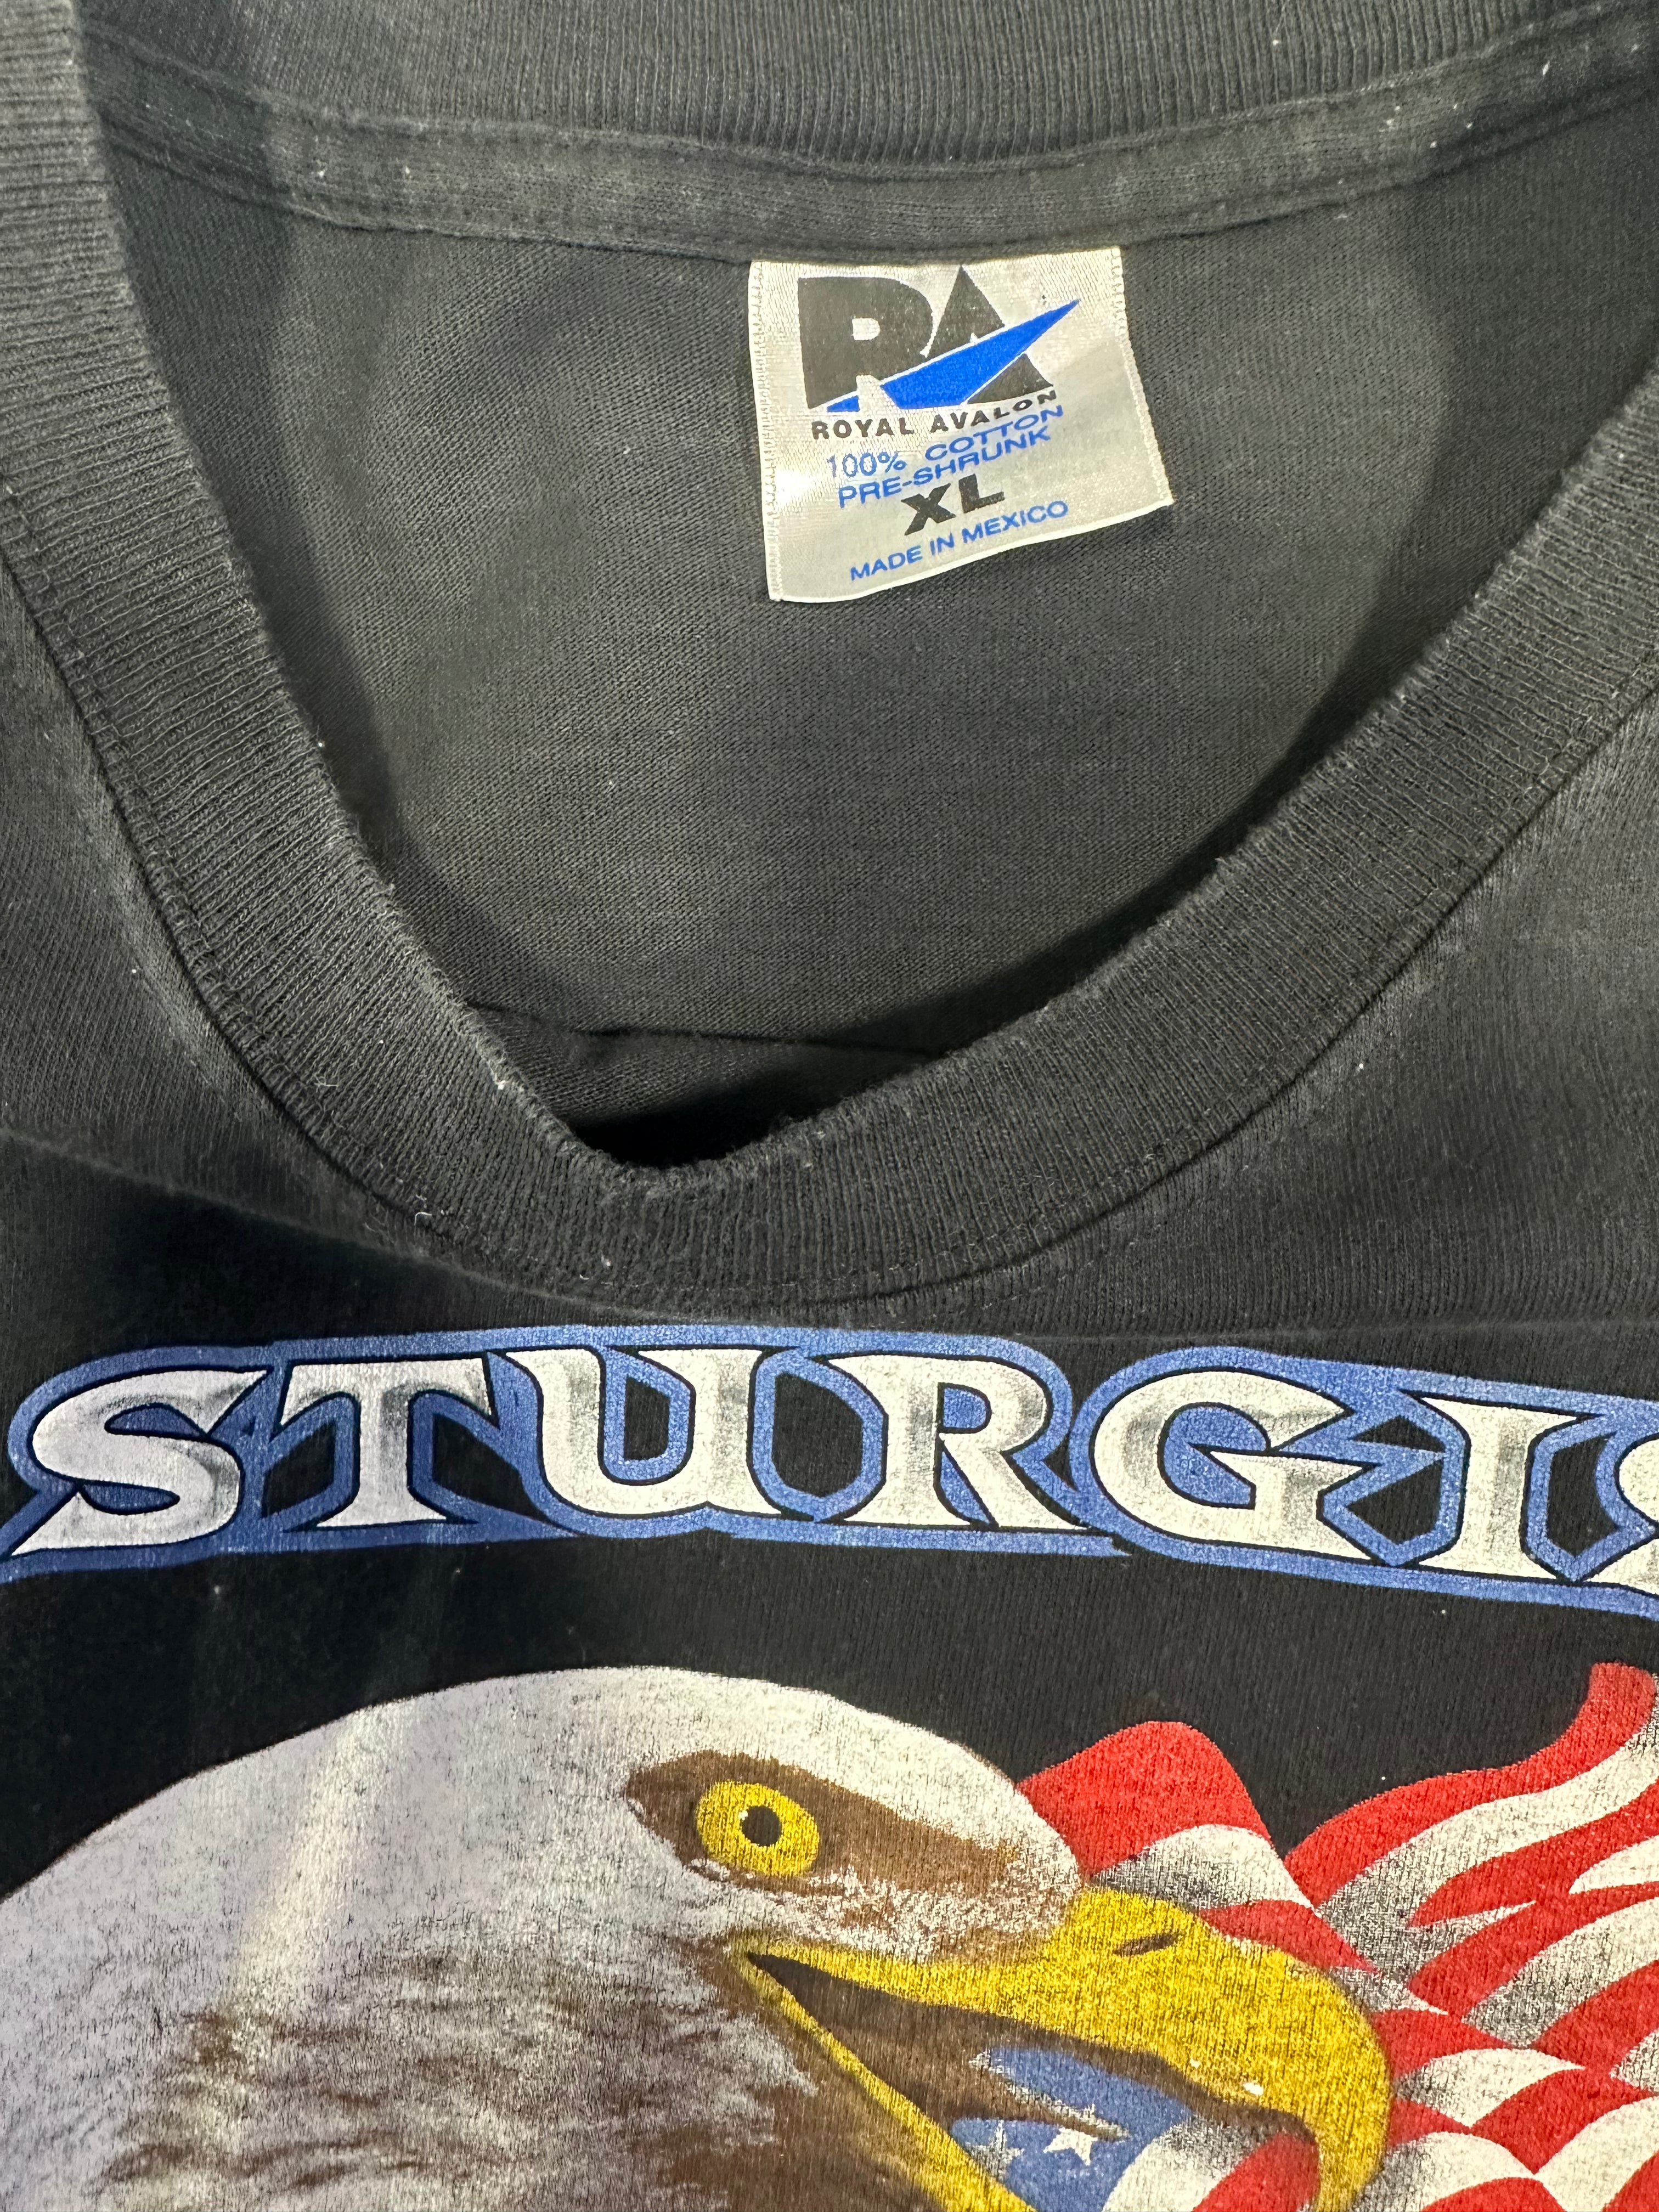 RA
ROYAL AVALON
100% COTTON
PRE-SHRUNK
XL
MADE IN MEXICO
STURGIS